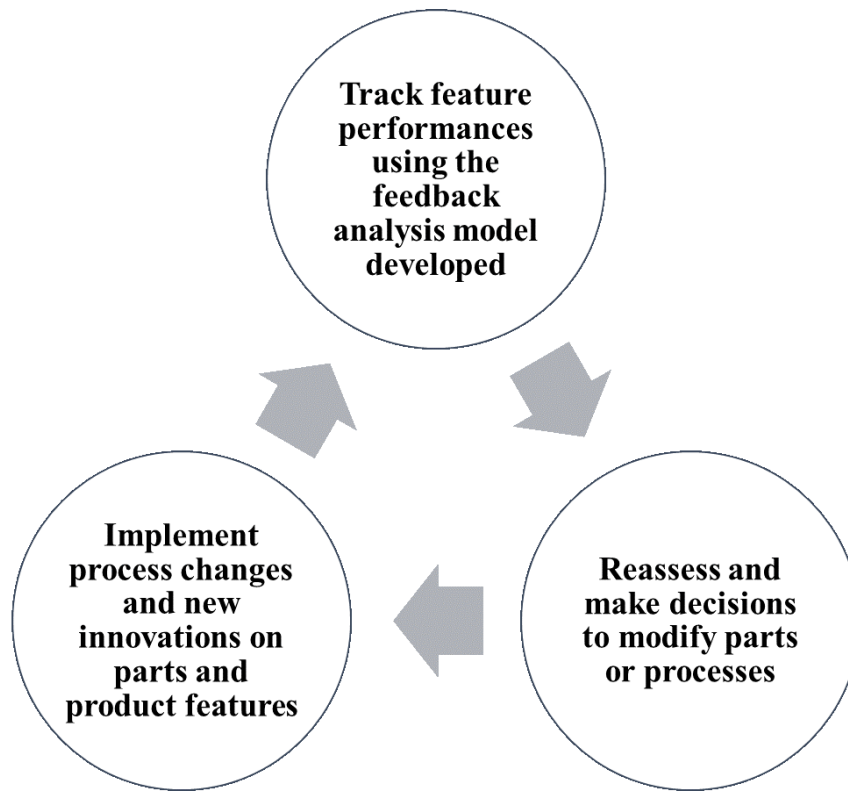 Track feature
performances
using the
feedback
analysis model
developed
Reassess and
make decisions
to modify parts
or processes
Implement
process changes
and new
innovations on
parts and
product features